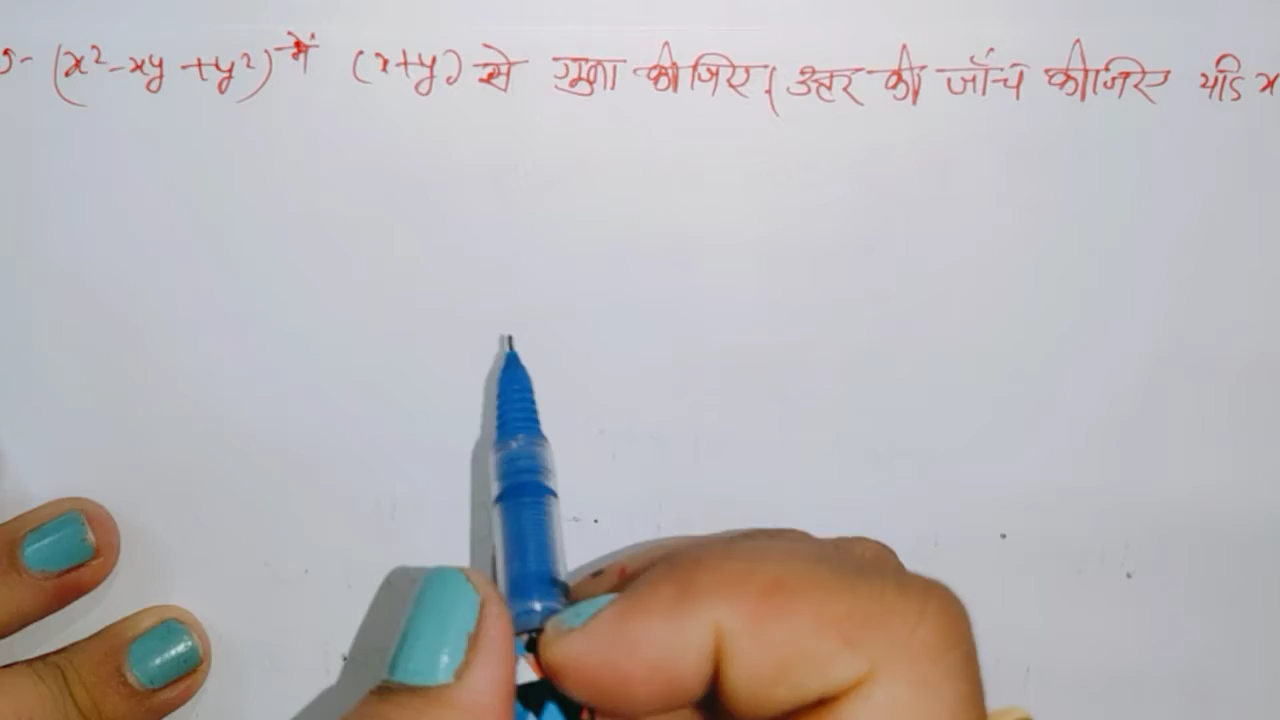 (x²-xy+y²) में (x+y) से गुणा कीजिए। उत्तर की जाँच कीजिए यदि x